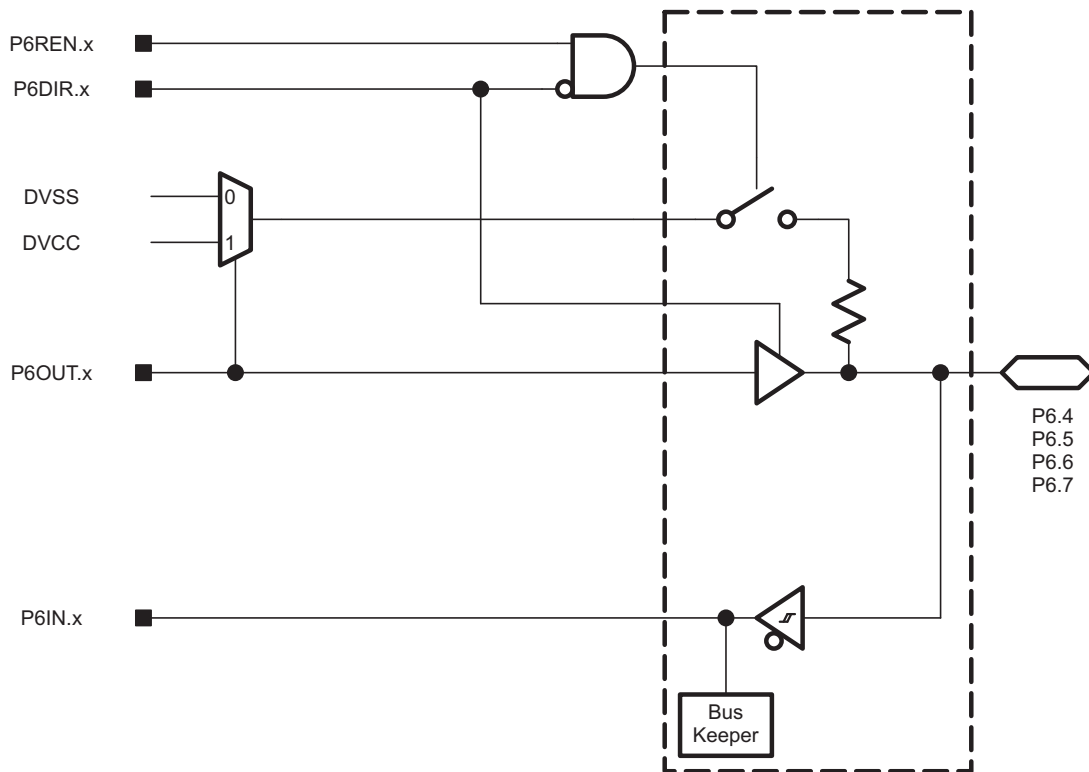 P6REN.x
P6DIR.x
DVSS
0
DVCC
1
P6OUT.x
P6.4
P6.5
P6.6
P6.7
P6IN.x
Bus
Keeper